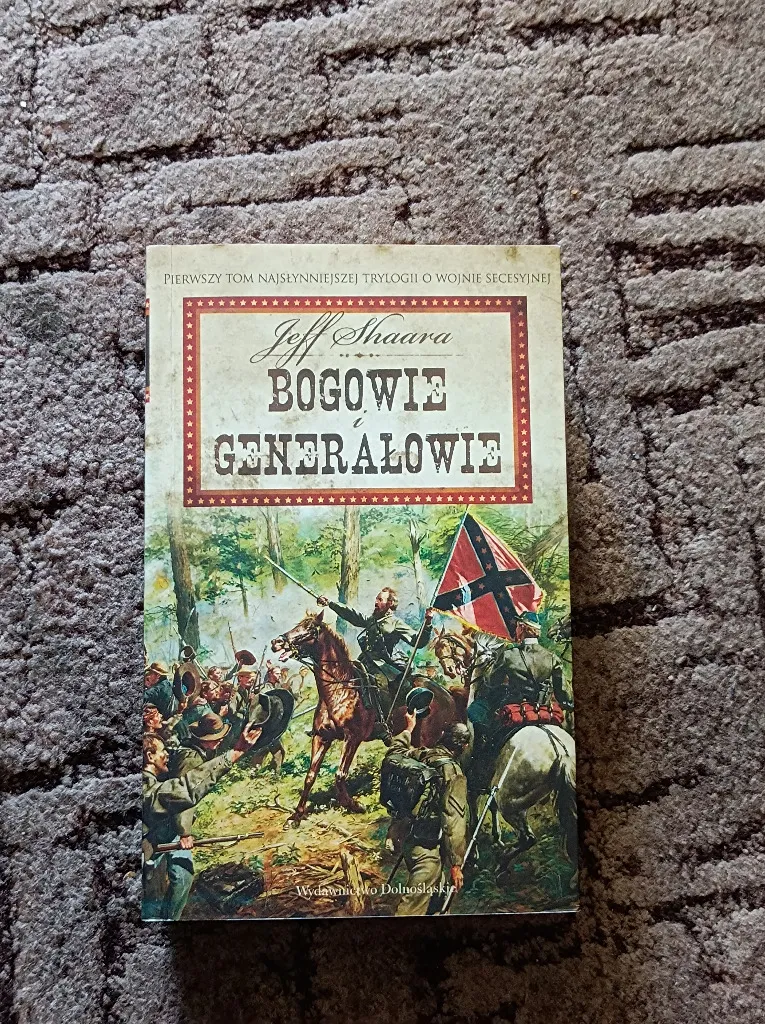 PIERWSZY TOM NAJSŁYNNIEJSZEJ TRYLOGII O WOJNIE SECESYJNEJ
Jeff Shaara
BOGOWIE
i
GENERAŁOWIE
Wydawnictwo Dolnośląskie